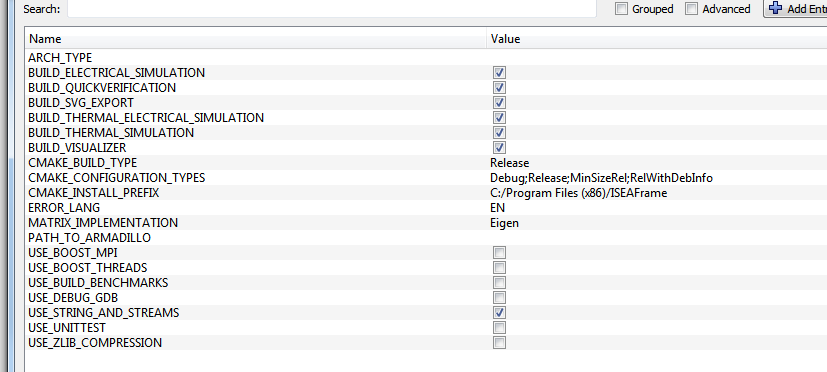 Search: Grouped Advanced Add Entr
Name Value
ARCH_TYPE
BUILD_ELECTRICAL_SIMULATION
BUILD_QUICKVERIFICATION
BUILD_SVG_EXPORT
BUILD_THERMAL_ELECTRICAL_SIMULATION
BUILD_THERMAL_SIMULATION
BUILD_VISUALIZER
CMAKE_BUILD_TYPE Release
CMAKE_CONFIGURATION_TYPES Debug;Release;MinSizeRel;RelWithDebInfo
CMAKE_INSTALL_PREFIX C:/Program Files (x86)/ISEAFrame
ERROR_LANG EN
MATRIX_IMPLEMENTATION Eigen
PATH_TO_ARMADILLO
USE_BOOST_MPI
USE_BOOST_THREADS
USE_BUILD_BENCHMARKS
USE_DEBUG_GDB
USE_STRING_AND_STREAMS
USE_UNITTEST
USE_ZLIB_COMPRESSION